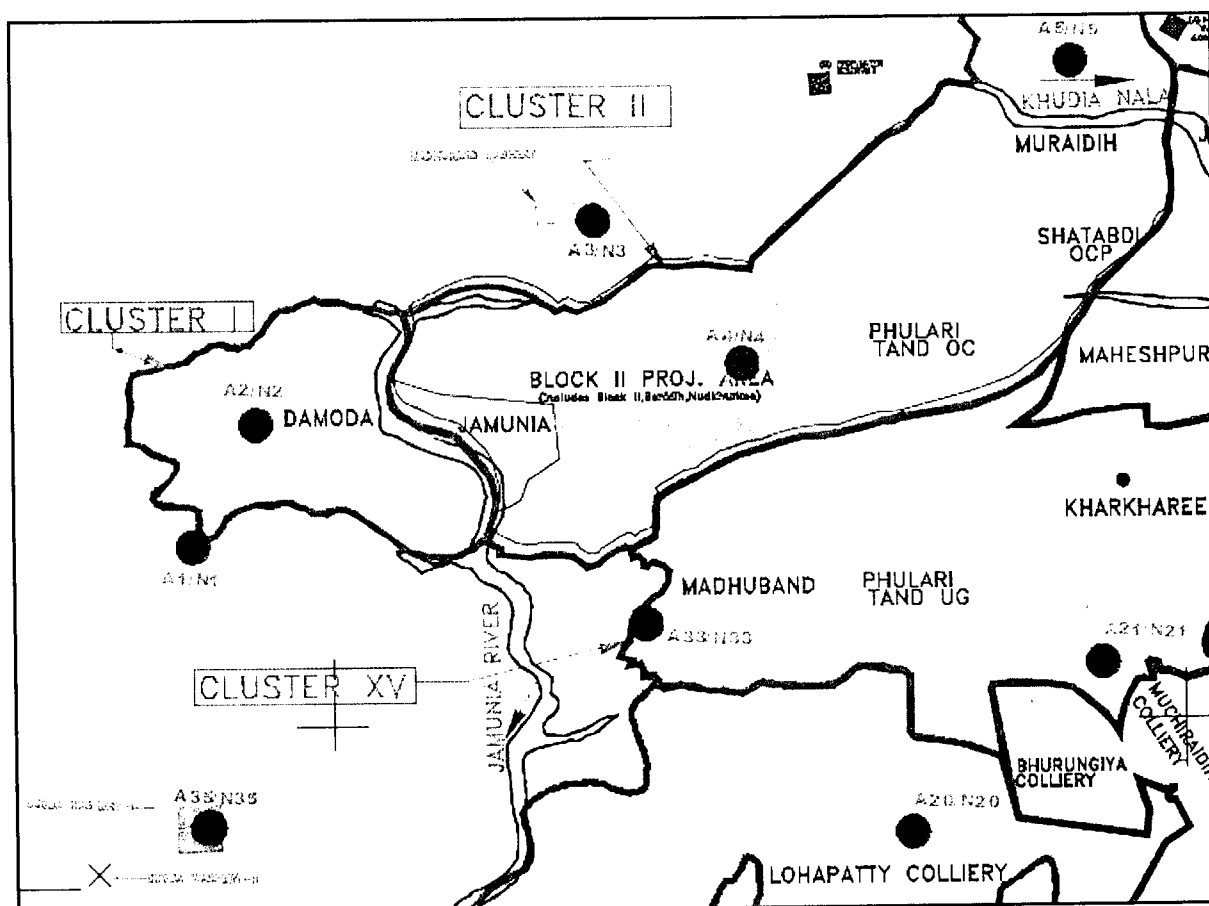 A5/N5
CLUSTER II
KHUDIA NALA
MURAIDIH
A3/N3
SHATABDI
OCP
CLUSTER I
PHULARI
TAND OC
A4/N4
MAHESHPUR
BLOCK II PROJ. AREA
A2/N2
DAMODA
JAMUNIA
KHARKHAREE
A1/N1
MADHUBAND
PHULARI
TAND UG
A33/N33
A21/N21
CLUSTER XV
JAMUNIA RIVER
MUCHIRAIDIH
COLLIERY
BHURUNGIYA
COLLIERY
A35/N35
A20/N20
LOHAPATTY COLLIERY